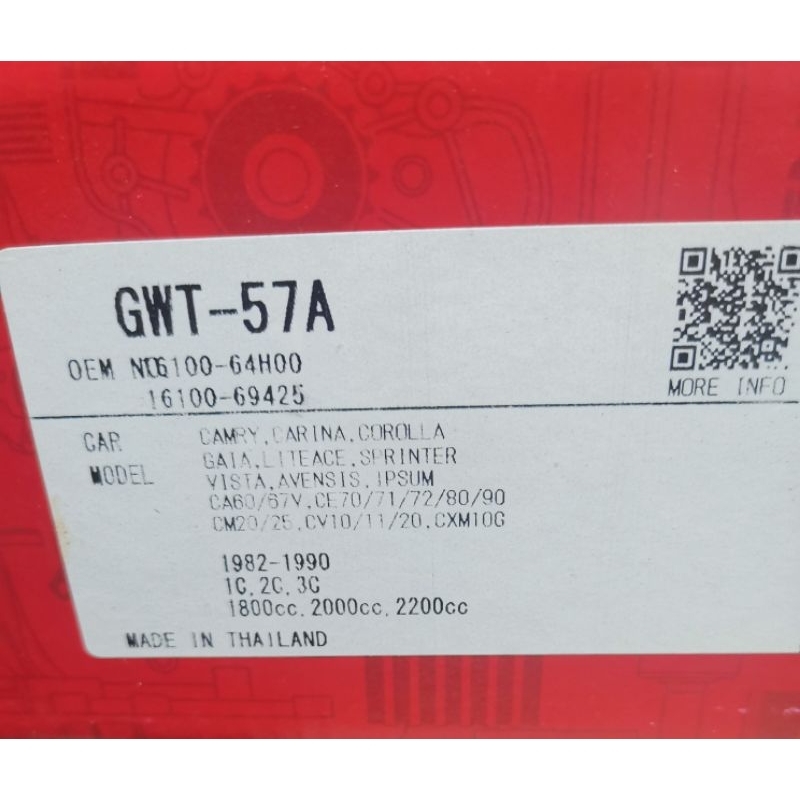 GWT-57A
OEM NO
16100-64H00
16100-69425
MORE INFO
CAR
MODEL
CAMRY,CARINA,COROLLA
GAIA,LITEACE,SPRINTER
VISTA,AVENSIS,IPSUM
CA60/67V,CE70/71/72/80/90
CM20/25,CV10/11/20,CXM10G
1982-1990
1C,2C,3C
1800cc,2000cc,2200cc
MADE IN THAILAND